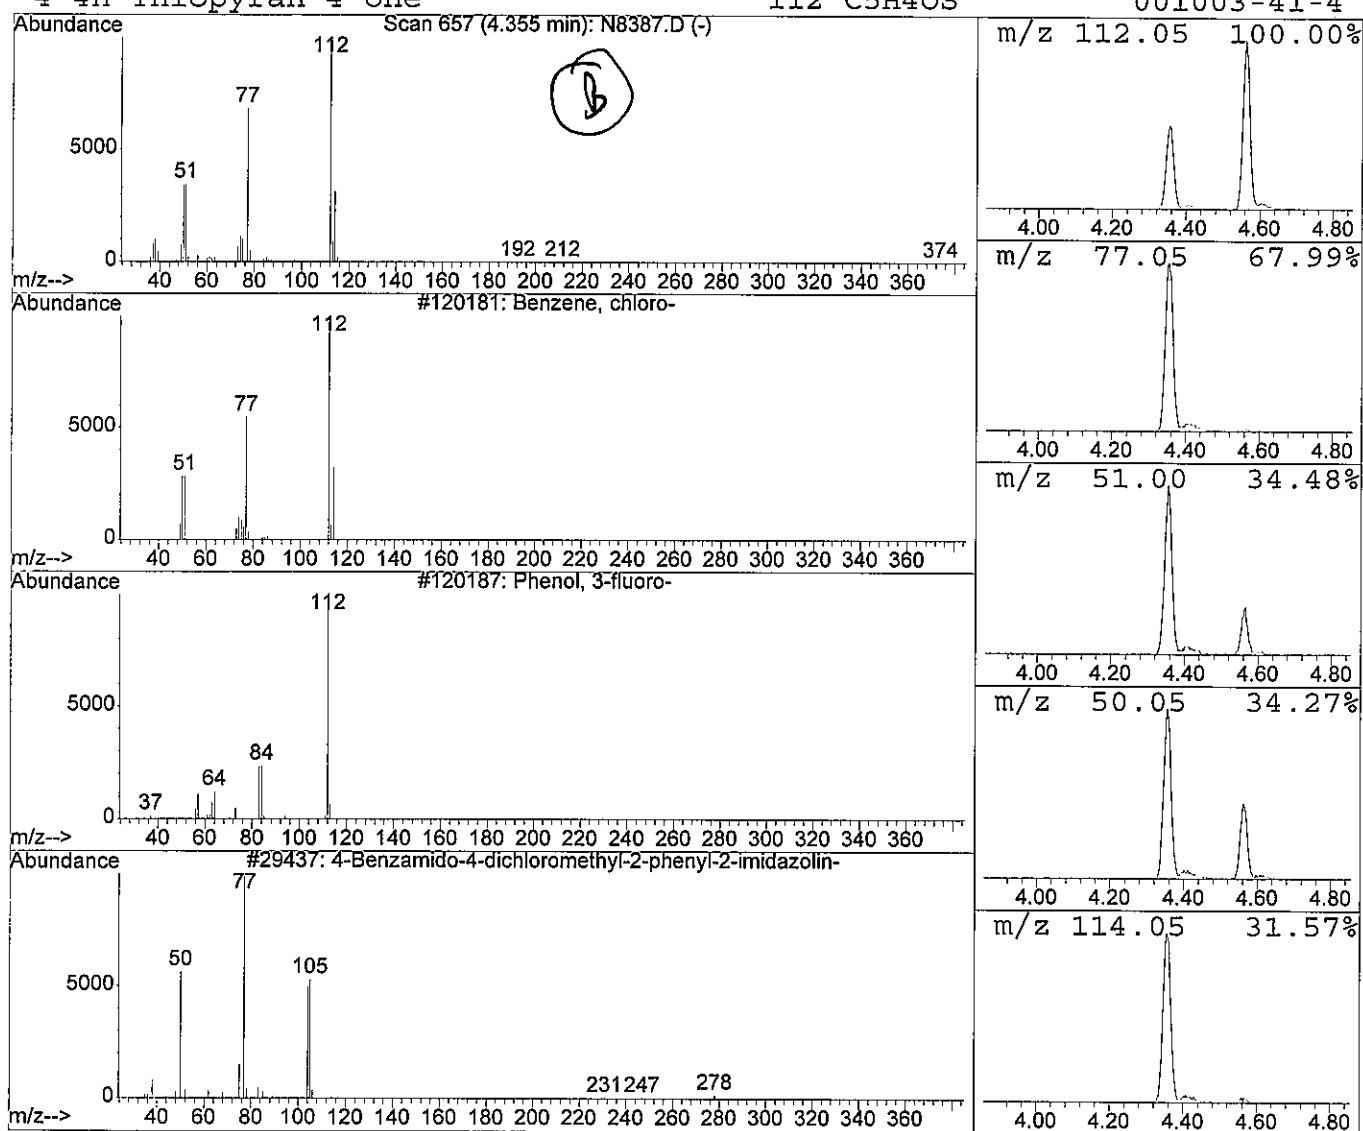 4 4H-Thiopyran-4-one 112 C5H4OS 001003-41-4
Abundance
Scan 657 (4.355 min): N8387.D (-)
B
112
77
51
192 212
374
5000
0
m/z--> 40 60 80 100 120 140 160 180 200 220 240 260 280 300 320 340 360
Abundance
#120181: Benzene, chloro-
112
77
51
5000
0
m/z--> 40 60 80 100 120 140 160 180 200 220 240 260 280 300 320 340 360
Abundance
#120187: Phenol, 3-fluoro-
112
84
64
37
5000
0
m/z--> 40 60 80 100 120 140 160 180 200 220 240 260 280 300 320 340 360
Abundance
#29437: 4-Benzamido-4-dichloromethyl-2-phenyl-2-imidazolin-
77
50
105
231 247 278
5000
0
m/z--> 40 60 80 100 120 140 160 180 200 220 240 260 280 300 320 340 360
m/z 112.05 100.00%
4.00 4.20 4.40 4.60 4.80
m/z 77.05 67.99%
4.00 4.20 4.40 4.60 4.80
m/z 51.00 34.48%
4.00 4.20 4.40 4.60 4.80
m/z 50.05 34.27%
4.00 4.20 4.40 4.60 4.80
m/z 114.05 31.57%
4.00 4.20 4.40 4.60 4.80